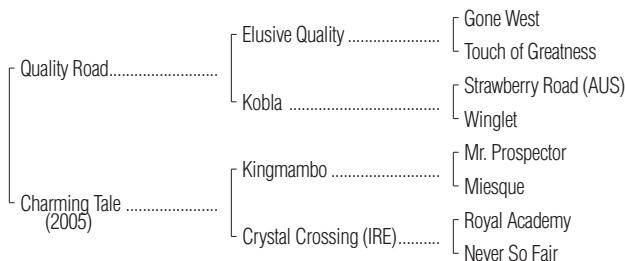 Gone West
Elusive Quality ......................
Touch of Greatness
Quality Road.........................
Strawberry Road (AUS)
Kobla ....................................
Winglet
Mr. Prospector
Kingmambo ..........................
Miesque
Charming Tale .....................
(2005)
Royal Academy
Crystal Crossing (IRE)..........
Never So Fair